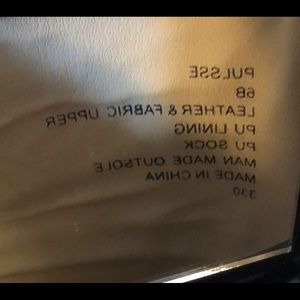 PULSSE
6B
LEATHER & FABRIC UPPER
PU LINING
PU SOCK
MAN MADE OUTSOLE
MADE IN CHINA
330